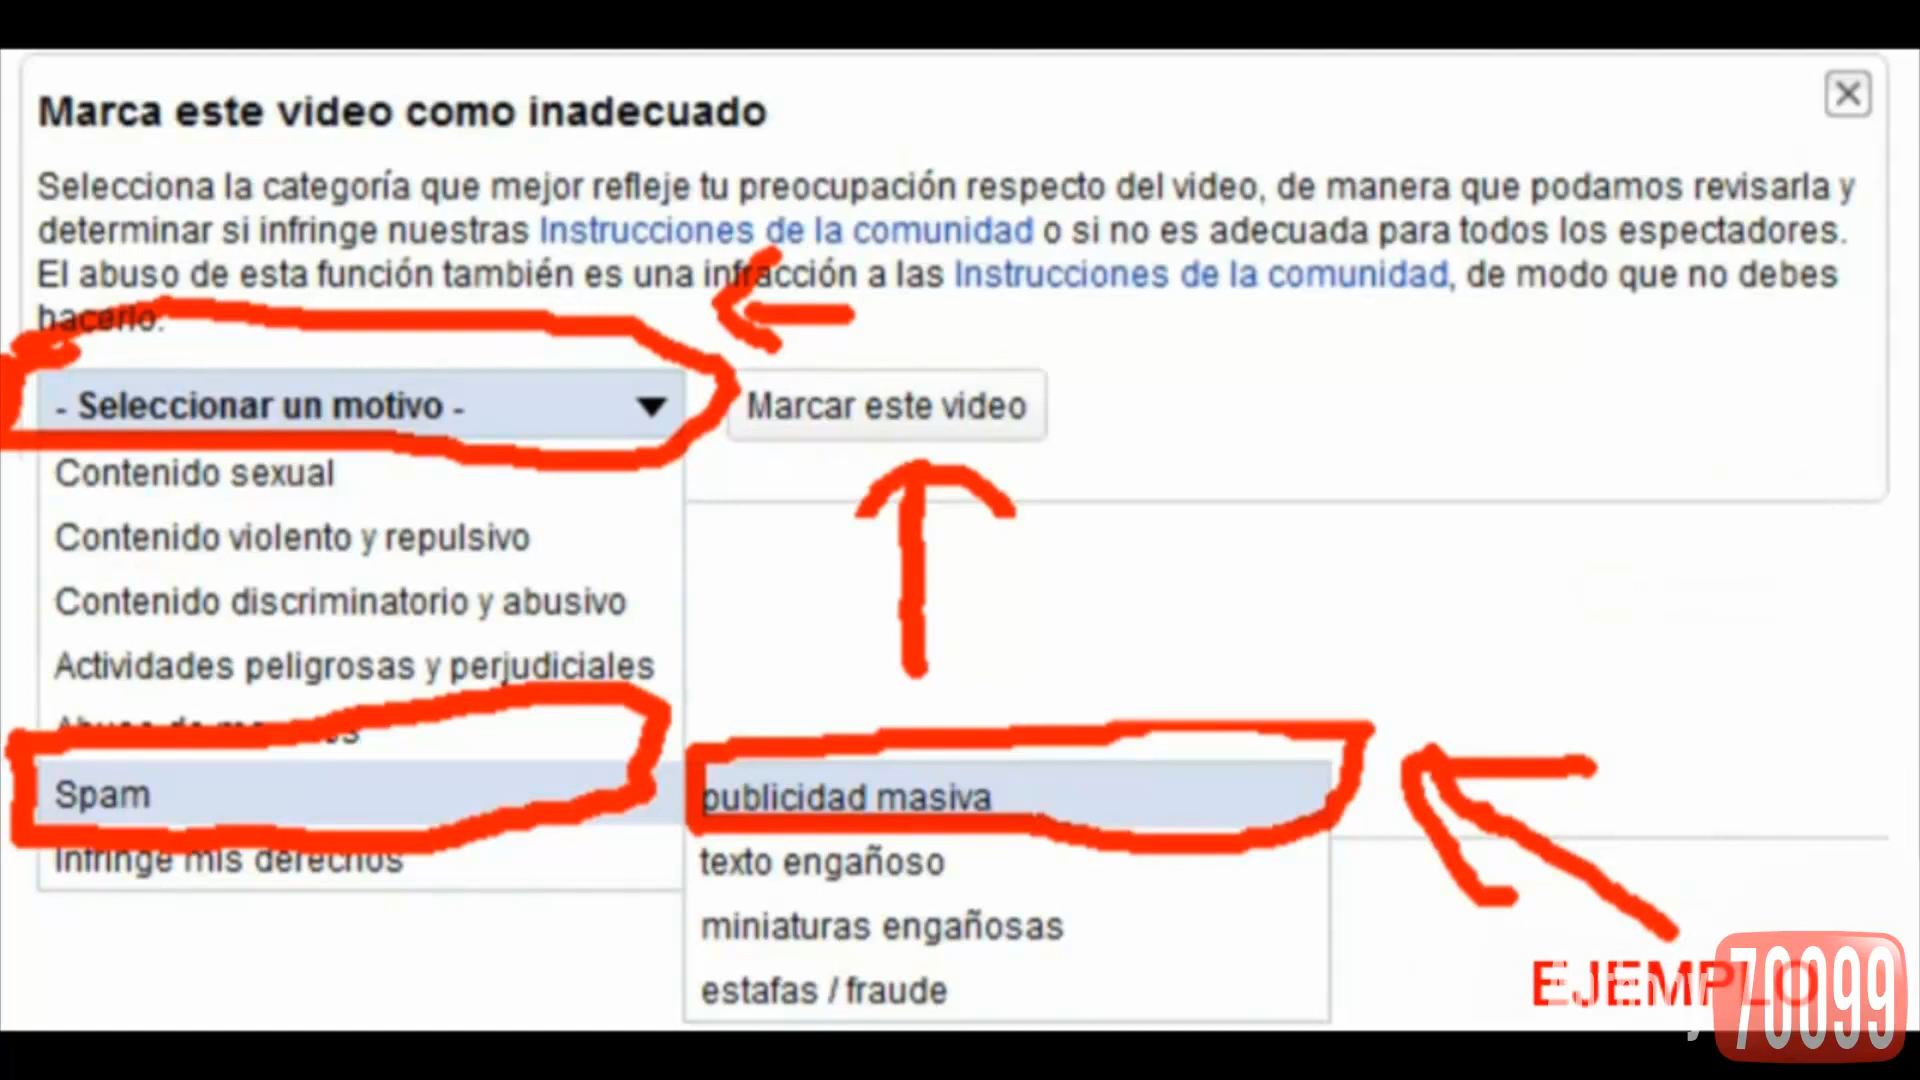 Marca este video como inadecuado
Selecciona la categoría que mejor refleje tu preocupación respecto del video, de manera que podamos revisarla y
determinar si infringe nuestras Instrucciones de la comunidad o si no es adecuada para todos los espectadores.
El abuso de esta función también es una infracción a las Instrucciones de la comunidad, de modo que no debes
hacerlo.
- Seleccionar un motivo -
Marcar este video
Contenido sexual
Contenido violento y repulsivo
Contenido discriminatorio y abusivo
Actividades peligrosas y perjudiciales
Spam
publicidad masiva
Infringe mis derechos
texto engañoso
miniaturas engañosas
estafas / fraude
EJEMPLO
70099